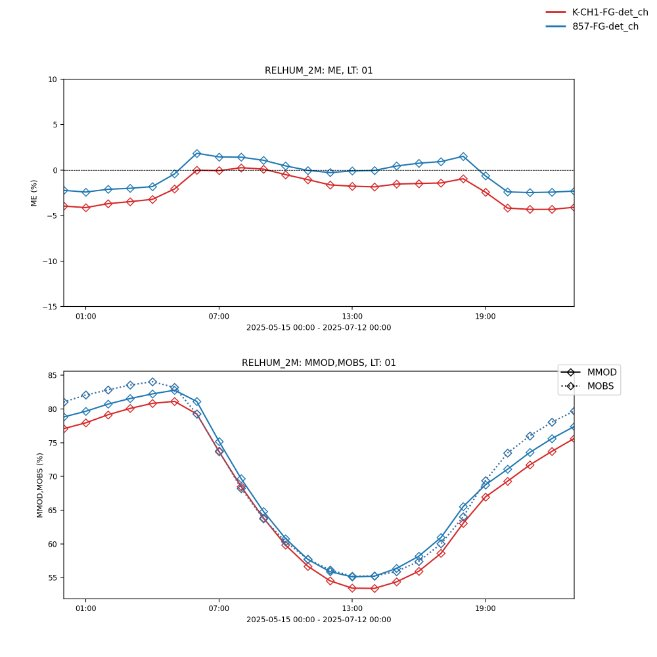 K-CH1-FG-det_ch
857-FG-det_ch
RELHUM_2M: ME, LT: 01
10
5
0
−5
−10
−15
ME (%)
01:00 07:00 13:00 19:00
2025-05-15 00:00 - 2025-07-12 00:00
RELHUM_2M: MMOD,MOBS, LT: 01
MMOD
MOBS
85
80
75
70
65
60
55
MMOD,MOBS (%)
01:00 07:00 13:00 19:00
2025-05-15 00:00 - 2025-07-12 00:00